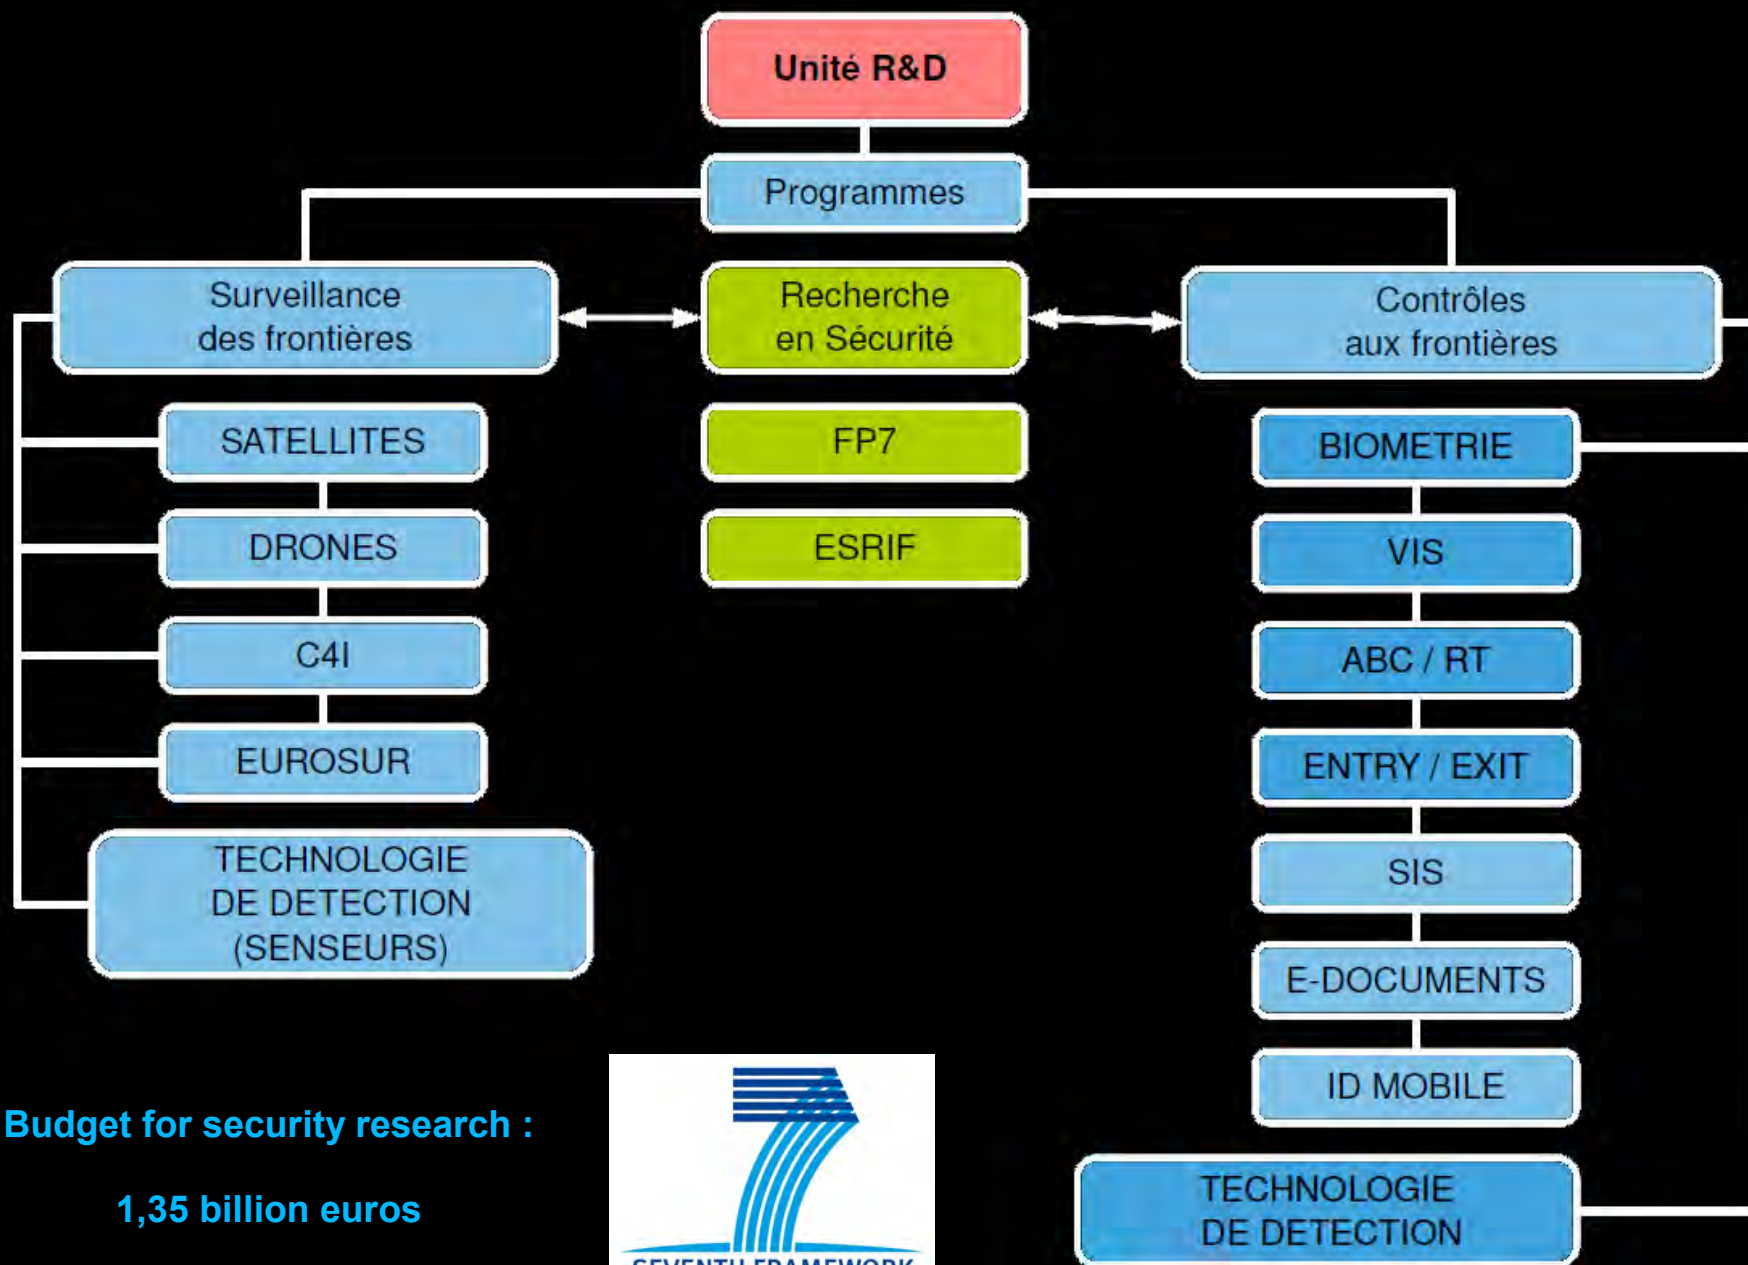 Unité R&D
Programmes
Surveillance
des frontières
Recherche
en Sécurité
Contrôles
aux frontières
SATELLITES
DRONES
C4I
EUROSUR
TECHNOLOGIE
DE DETECTION
(SENSEURS)
FP7
ESRIF
BIOMETRIE
VIS
ABC / RT
ENTRY / EXIT
SIS
E-DOCUMENTS
ID MOBILE
TECHNOLOGIE
DE DETECTION
Budget for security research :
1,35 billion euros
SEVENTH FRAMEWORK